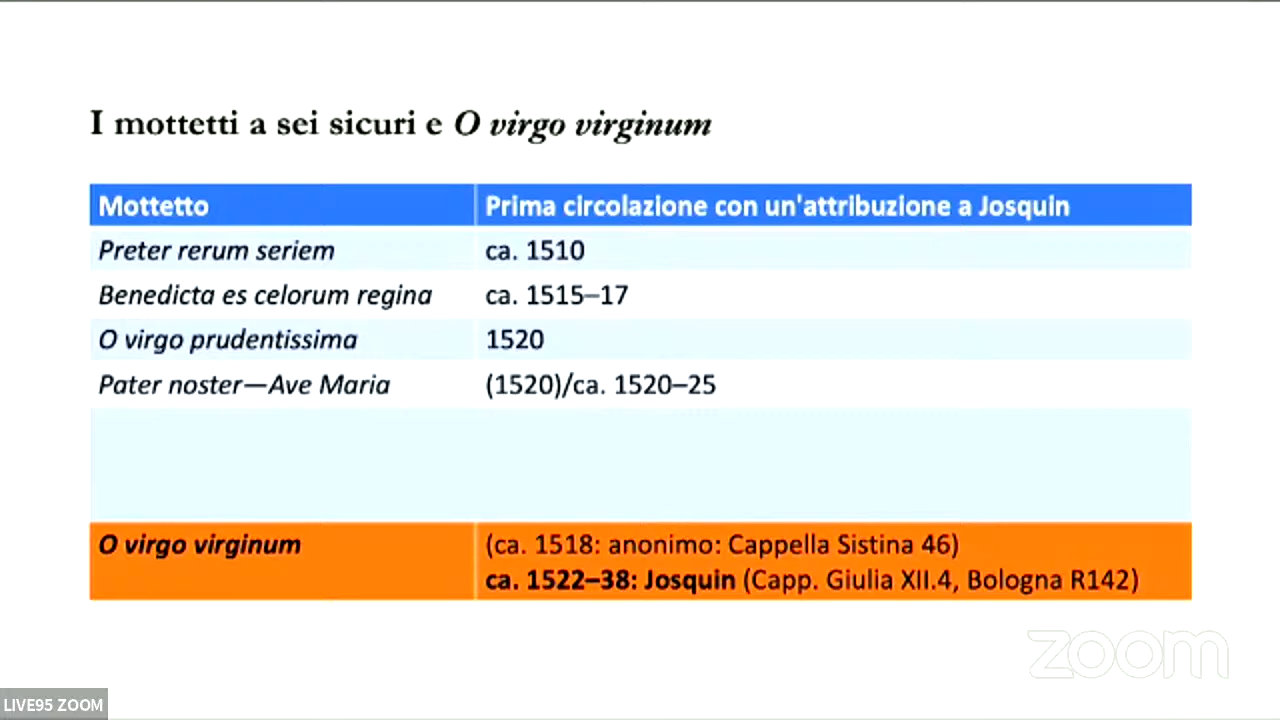 I mottetti a sei sicuri e O virgo virginum
Mottetto Prima circolazione con un'attribuzione a Josquin
Preter rerum seriem ca. 1510
Benedicta es celorum regina ca. 1515–17
O virgo prudentissima 1520
Pater noster—Ave Maria (1520)/ca. 1520–25
O virgo virginum (ca. 1518: anonimo: Cappella Sistina 46)
ca. 1522–38: Josquin (Capp. Giulia XII.4, Bologna R142)
zoom
LIVE95 ZOOM